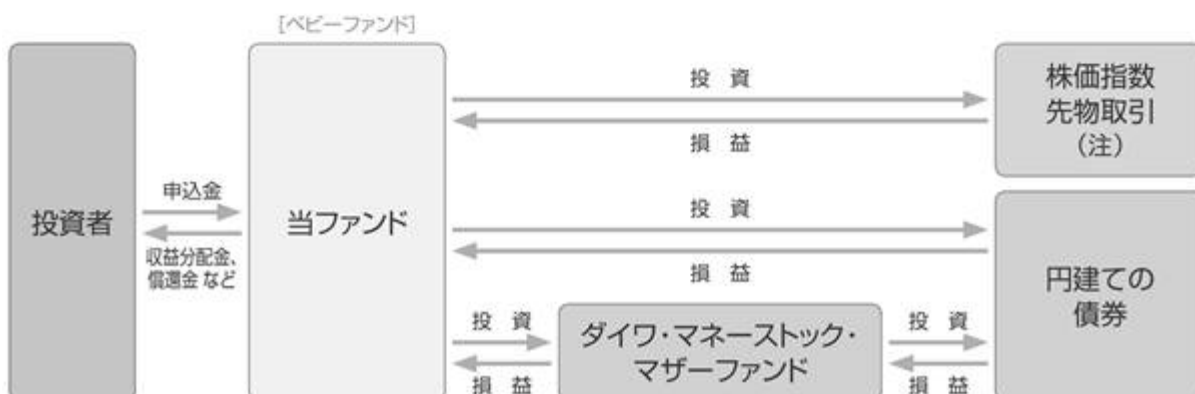 [ベビーファンド]
投資者
申込金
収益分配金、
償還金 など
当ファンド
投 資
損 益
株価指数
先物取引
（注）
投 資
損 益
円建ての
債券
投 資
損 益
ダイワ・マネーストック・
マザーファンド
投 資
損 益